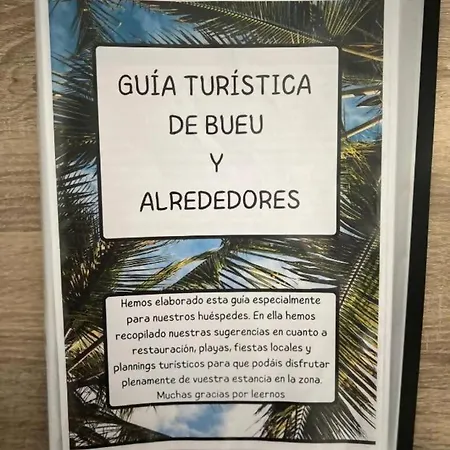 GUÍA TURÍSTICA
DE BUEU
Y
ALREDEDORES
Hemos elaborado esta guía especialmente
para nuestros huéspedes. En ella hemos
recopilado nuestras sugerencias en cuanto a
restauración, playas, fiestas locales y
plannings turísticos para que podáis disfrutar
plenamente de vuestra estancia en la zona.
Muchas gracias por leernos